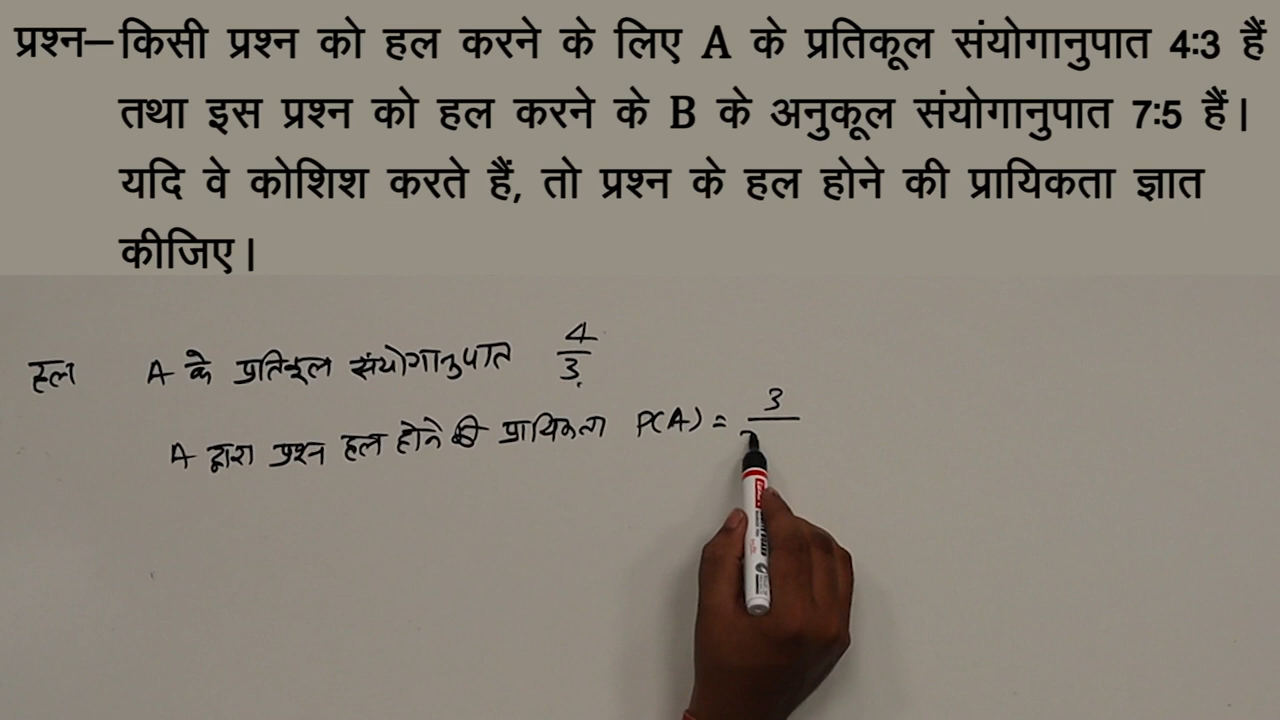 प्रश्न–किसी प्रश्न को हल करने के लिए A के प्रतिकूल संयोगानुपात 4:3 हैं
तथा इस प्रश्न को हल करने के B के अनुकूल संयोगानुपात 7:5 हैं।
यदि वे कोशिश करते हैं, तो प्रश्न के हल होने की प्रायिकता ज्ञात
कीजिए।
हल A के प्रतिकूल संयोगानुपात 4/3
A द्वारा प्रश्न हल होने की प्रायिकता P(A) = 3/